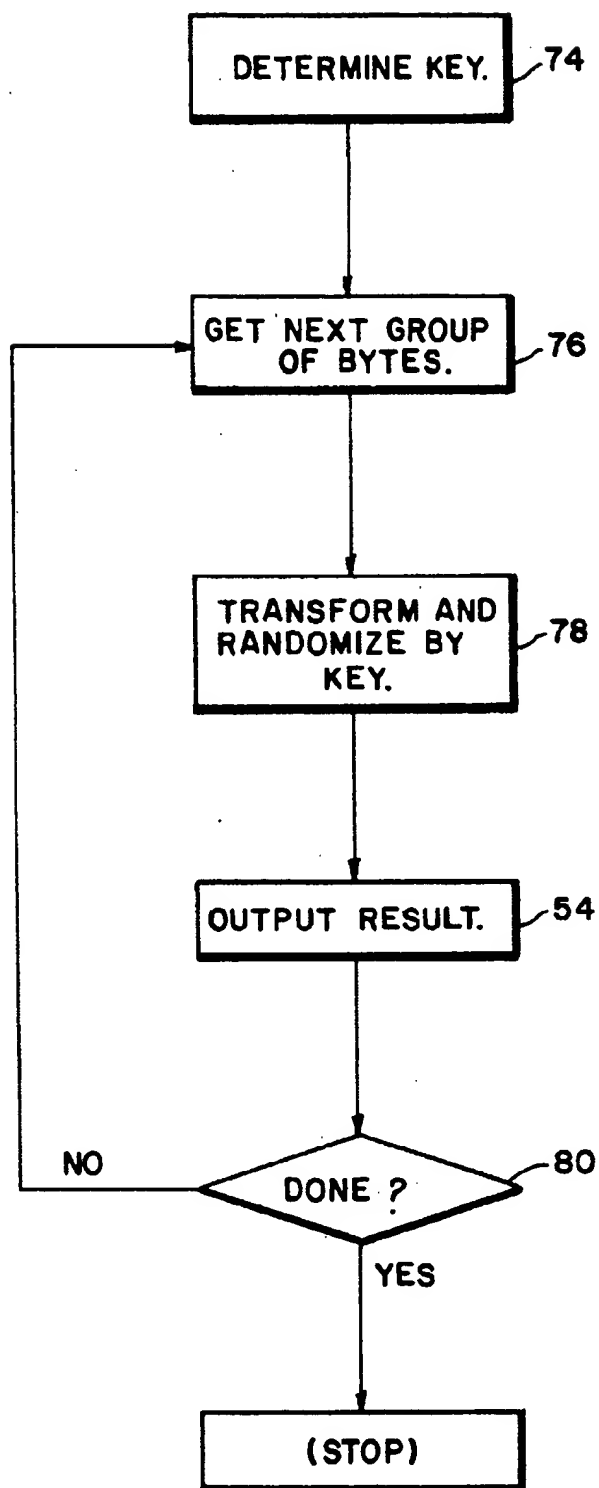 DETERMINE KEY.
74
GET NEXT GROUP
OF BYTES.
76
TRANSFORM AND
RANDOMIZE BY
KEY.
78
OUTPUT RESULT.
54
NO
DONE ?
80
YES
(STOP)